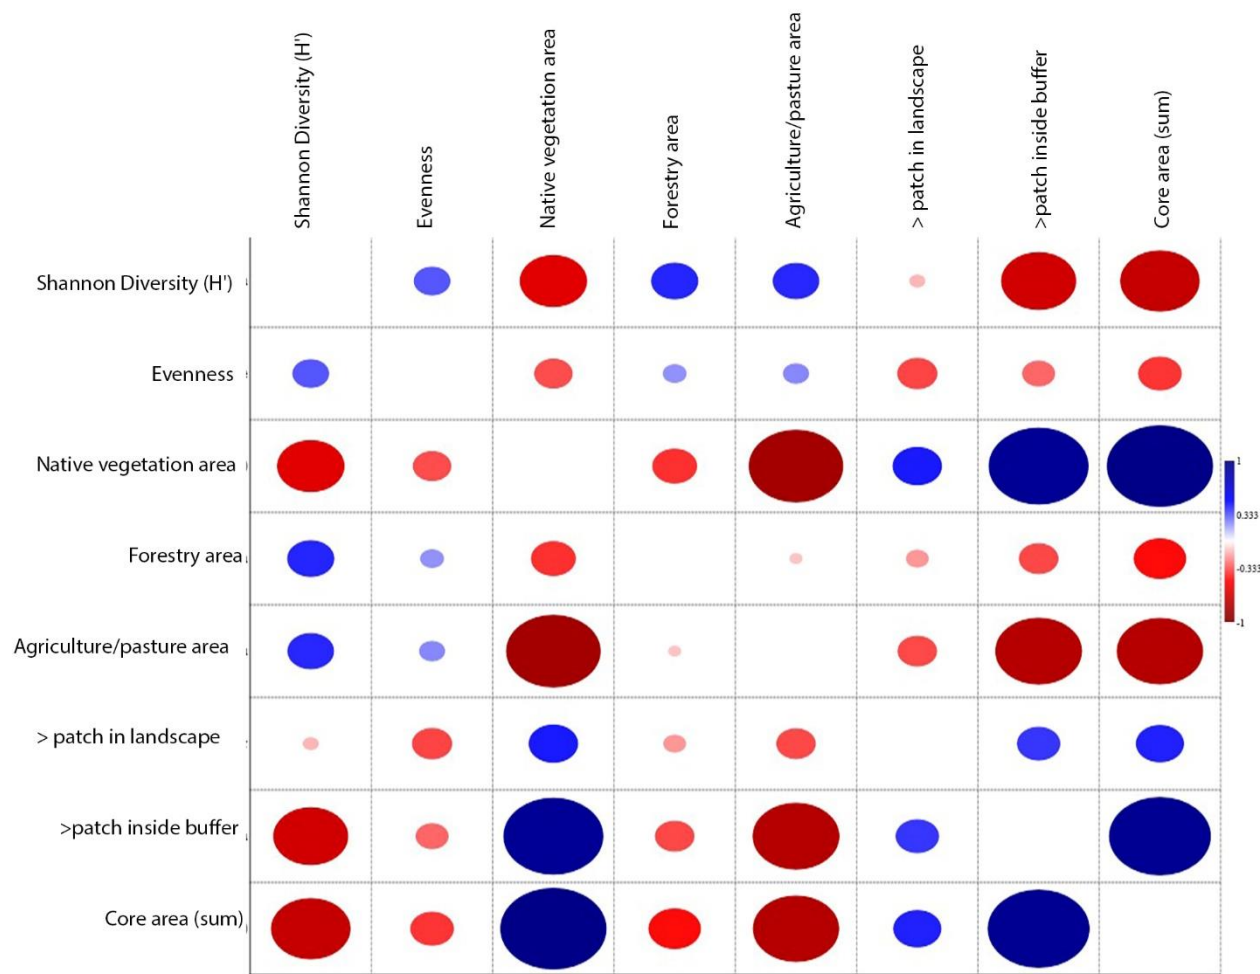 Shannon Diversity (H')
Evenness
Native vegetation area
Forestry area
Agriculture/pasture area
> patch in landscape
>patch inside buffer
Core area (sum)
Shannon Diversity (H')
Evenness
Native vegetation area
Forestry area
Agriculture/pasture area
> patch in landscape
>patch inside buffer
Core area (sum)
1
0.333
-0.333
-1